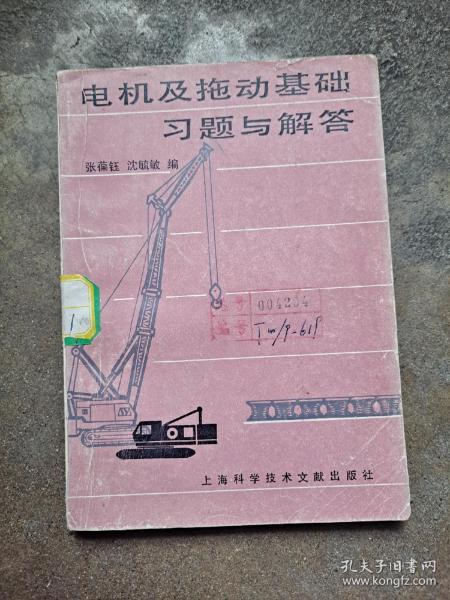 电机及拖动基础
习题与解答
张葆钰 沈毓敏 编
004204
1
上海科学技术文献出版社
孔夫子旧书网
www.kongfz.com